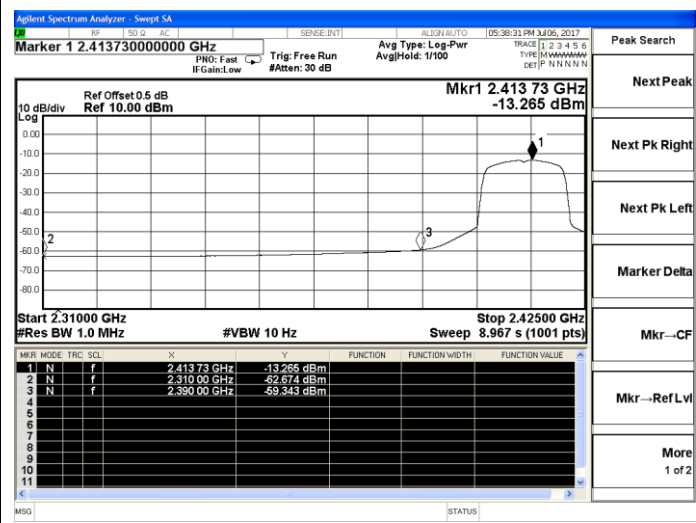 Agilent Spectrum Analyzer - Swept SA
RF 50 Ω AC SENSE:INT ALIGN AUTO 05:38:31 PM Jul 06, 2017
Marker 1 2.413730000000 GHz
PNO: Fast
IFGain:Low
Trig: Free Run
#Atten: 30 dB
Avg Type: Log-Pwr
Avg|Hold: 1/100
TRACE 1 2 3 4 5 6
TYPE M WWWWW
DET P N N N N N
Ref Offset 0.5 dB
10 dB/div Ref 10.00 dBm
Log
Mkr1 2.413 73 GHz
-13.265 dBm
0.00
-10.0
-20.0
-30.0
-40.0
-50.0
-60.0
-70.0
-80.0
1
2
3
Start 2.31000 GHz Stop 2.42500 GHz
#Res BW 1.0 MHz #VBW 10 Hz Sweep 8.967 s (1001 pts)
MKR MODE TRC SCL X Y FUNCTION FUNCTION WIDTH FUNCTION VALUE
1 N f 2.413 73 GHz -13.265 dBm
2 N f 2.310 00 GHz -62.674 dBm
3 N f 2.390 00 GHz -59.343 dBm
4
5
6
7
8
9
10
11
MSG STATUS
Peak Search
Next Peak
Next Pk Right
Next Pk Left
Marker Delta
Mkr→CF
Mkr→Ref Lvl
More
1 of 2